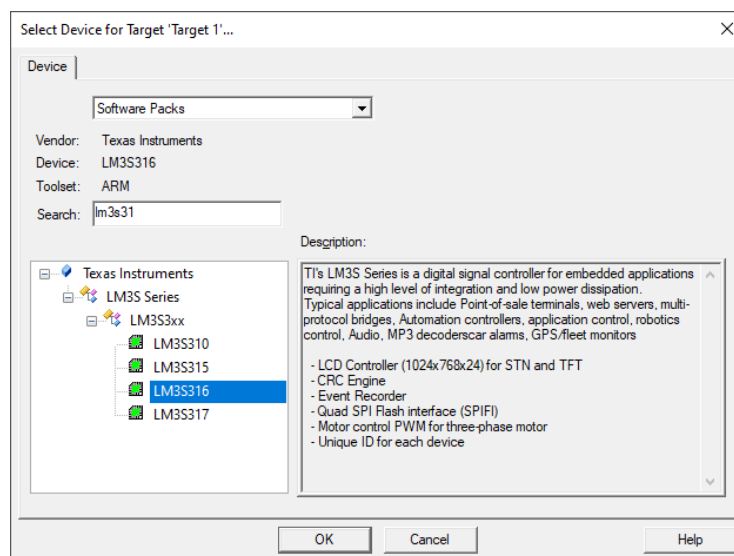 Select Device for Target 'Target 1'...
Device
Software Packs
Vendor: Texas Instruments
Device: LM3S316
Toolset: ARM
Search: lm3s31
Description:
Texas Instruments
LM3S Series
LM3S3xx
LM3S310
LM3S315
LM3S316
LM3S317
TI's LM3S Series is a digital signal controller for embedded applications
requiring a high level of integration and low power dissipation.
Typical applications include Point-of-sale terminals, web servers, multi-
protocol bridges, Automation controllers, application control, robotics
control, Audio, MP3 decoderscar alarms, GPS/fleet monitors
- LCD Controller (1024x768x24) for STN and TFT
- CRC Engine
- Event Recorder
- Quad SPI Flash interface (SPIFI)
- Motor control PWM for three-phase motor
- Unique ID for each device
OK
Cancel
Help